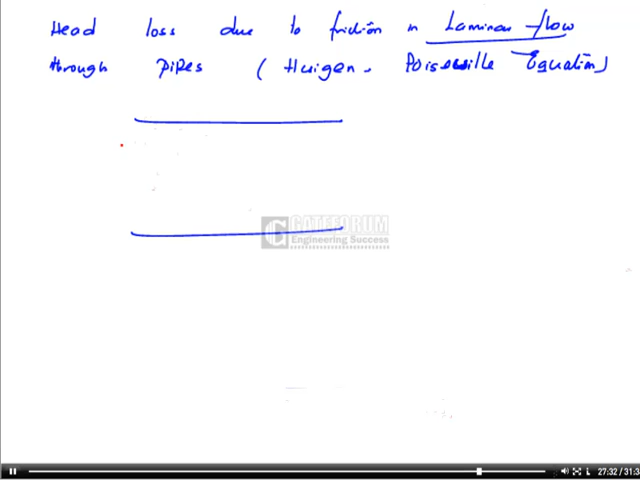 Head loss due to friction in Laminar flow
through pipes (Huigen. Poiseuille Equation)
GATEFORUM
Engineering Success
27:32 / 31:3